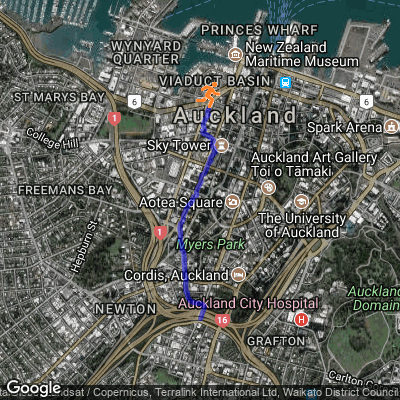 PRINCES WHARF
WYNYARD
QUARTER
New Zealand
Maritime Museum
VIADUCT BASIN
ST MARYS BAY
6
6
1
Auckland
Spark Arena
College Hill
Sky Tower
Auckland Art Gallery
Toi o Tāmaki
FREEMANS BAY
Aotea Square
The University
of Auckland
Hepburn St
1
Myers Park
Cordis, Auckland
Auckland
Domain
Auckland City Hospital
NEWTON
16
H
GRAFTON
Carlton Go
Google
sat / Copernicus, Terralink International Ltd, Waikato District Council